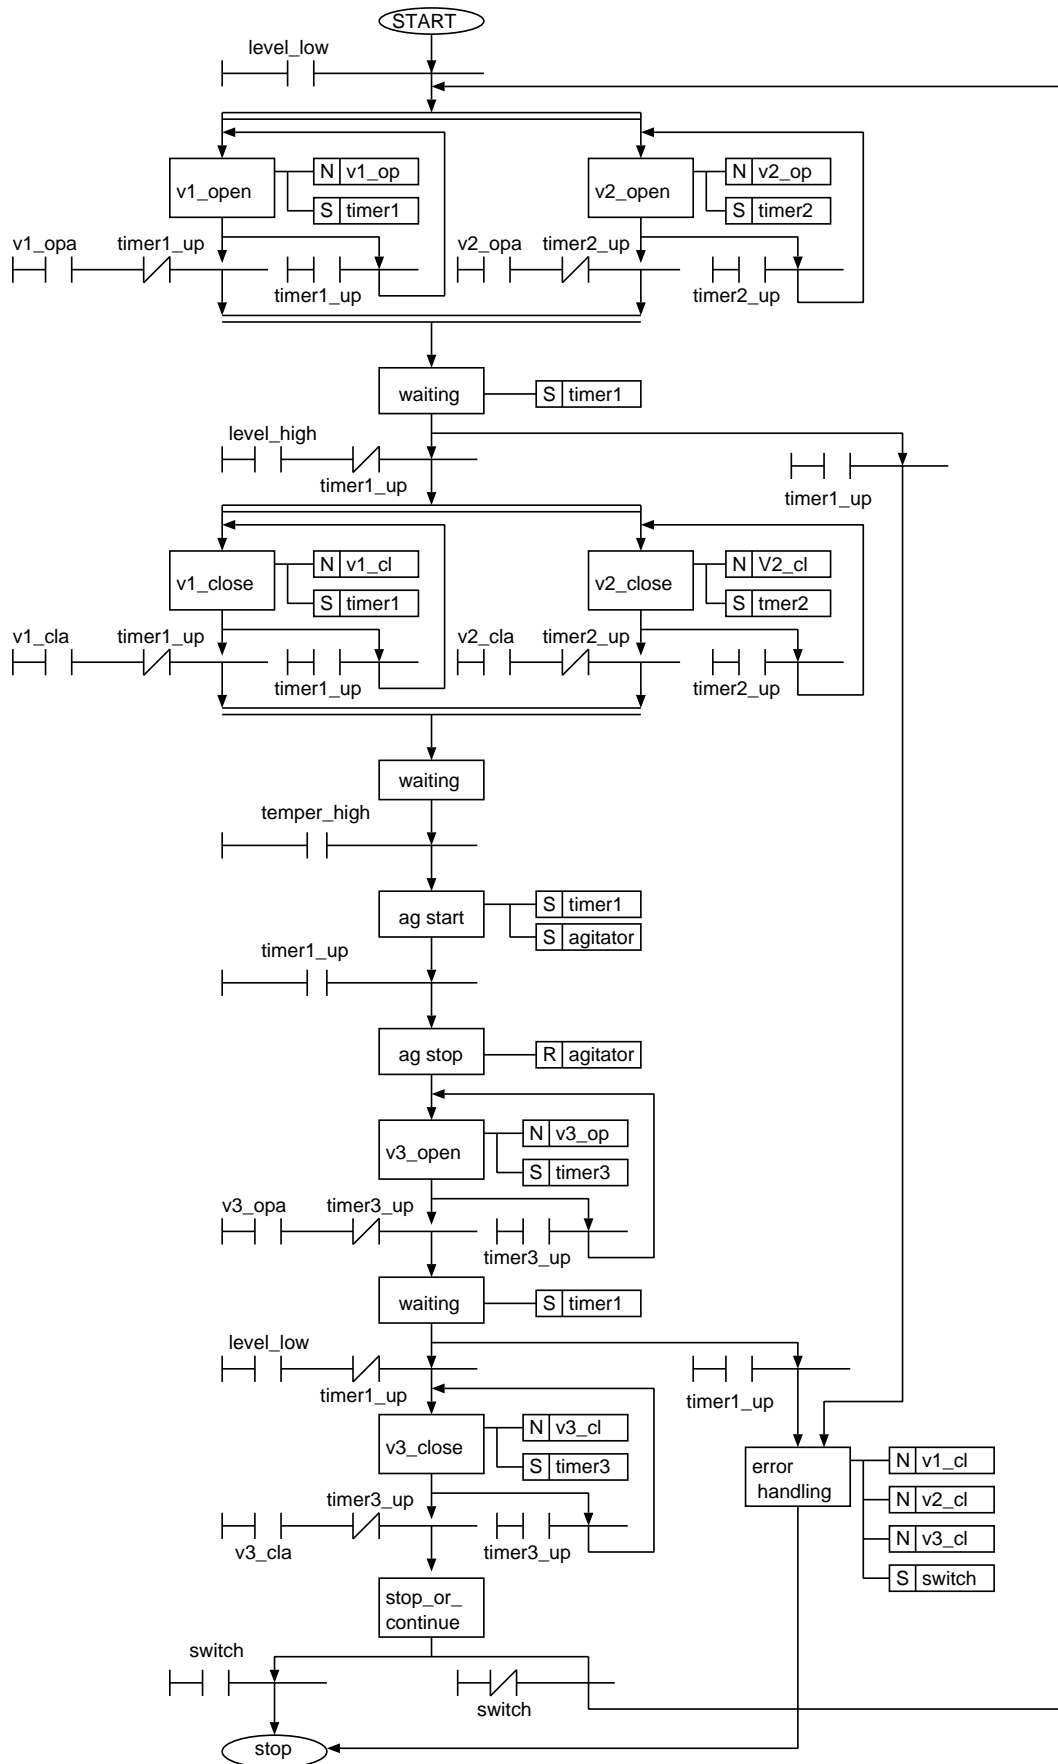 START
level_low
v1_open
N v1_op
S timer1
v2_open
N v2_op
S timer2
v1_opa
timer1_up
timer1_up
v2_opa
timer2_up
timer2_up
waiting
S timer1
level_high
timer1_up
timer1_up
v1_close
N v1_cl
S timer1
v2_close
N V2_cl
S tmer2
v1_cla
timer1_up
timer1_up
v2_cla
timer2_up
timer2_up
waiting
temper_high
ag start
S timer1
S agitator
timer1_up
ag stop
R agitator
v3_open
N v3_op
S timer3
v3_opa
timer3_up
timer3_up
waiting
S timer1
level_low
timer1_up
timer1_up
v3_close
N v3_cl
S timer3
error
handling
N v1_cl
N v2_cl
N v3_cl
S switch
timer3_up
v3_cla
timer3_up
stop_or_
continue
switch
switch
stop